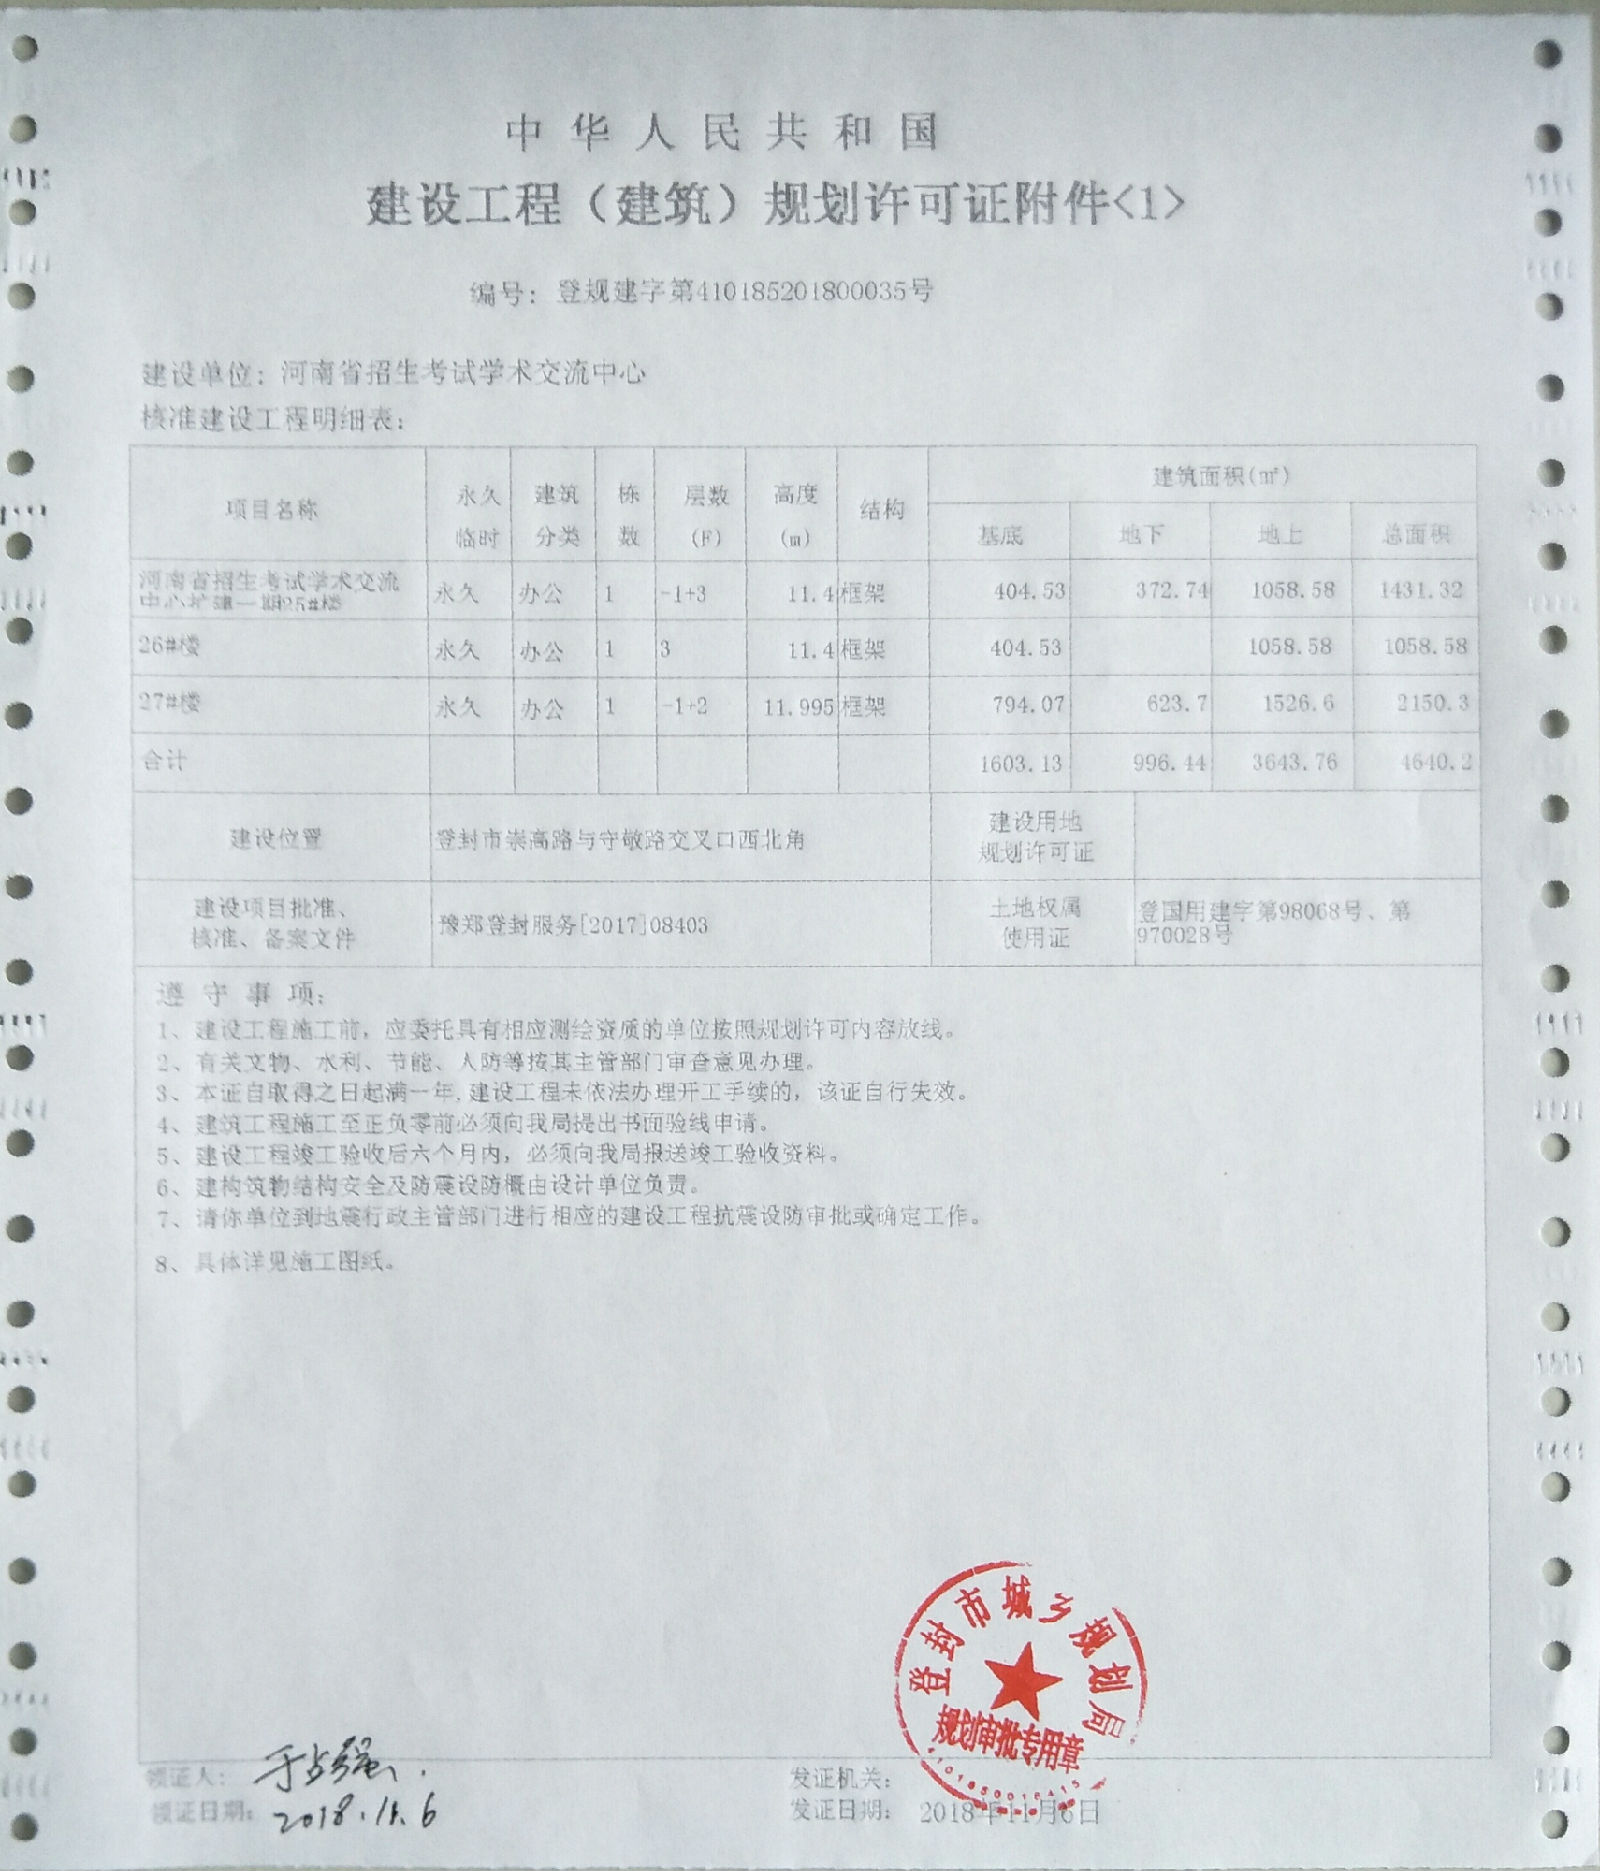 中华人民共和国
建设工程（建筑）规划许可证附件<1>
编号：登规建字第410185201800035号
建设单位：河南省招生考试学术交流中心
核准建设工程明细表：
项目名称 永久临时 建筑分类 栋数 层数(F) 高度(m) 结构 建筑面积(㎡)
基底 地下 地上 总面积
河南省招生考试学术交流
中心扩建一期25#楼 永久 办公 1 -1+3 11.4 框架 404.53 372.74 1058.58 1431.32
26#楼 永久 办公 1 3 11.4 框架 404.53 1058.58 1058.58
27#楼 永久 办公 1 -1+2 11.995 框架 794.07 623.7 1526.6 2150.3
合计 1603.13 996.44 3643.76 4640.2
建设位置 登封市崇高路与守敬路交叉口西北角 建设用地
规划许可证
建设项目批准、
核准、备案文件 豫郑登封服务[2017]08403 土地权属
使用证 登国用建字第98068号、第
970028号
遵守事项：
1、建设工程施工前，应委托具有相应测绘资质的单位按照规划许可内容放线。
2、有关文物、水利、节能、人防等按其主管部门审查意见办理。
3、本证自取得之日起满一年,建设工程未依法办理开工手续的，该证自行失效。
4、建筑工程施工至正负零前必须向我局提出书面验线申请。
5、建设工程竣工验收后六个月内，必须向我局报送竣工验收资料。
6、建构筑物结构安全及防震设防概由设计单位负责。
7、请你单位到地震行政主管部门进行相应的建设工程抗震设防审批或确定工作。
8、具体详见施工图纸。
登封市城乡规划局
规划审批专用章
领证人：于占强
领证日期：2018.11.6
发证机关：
发证日期：2018年11月6日